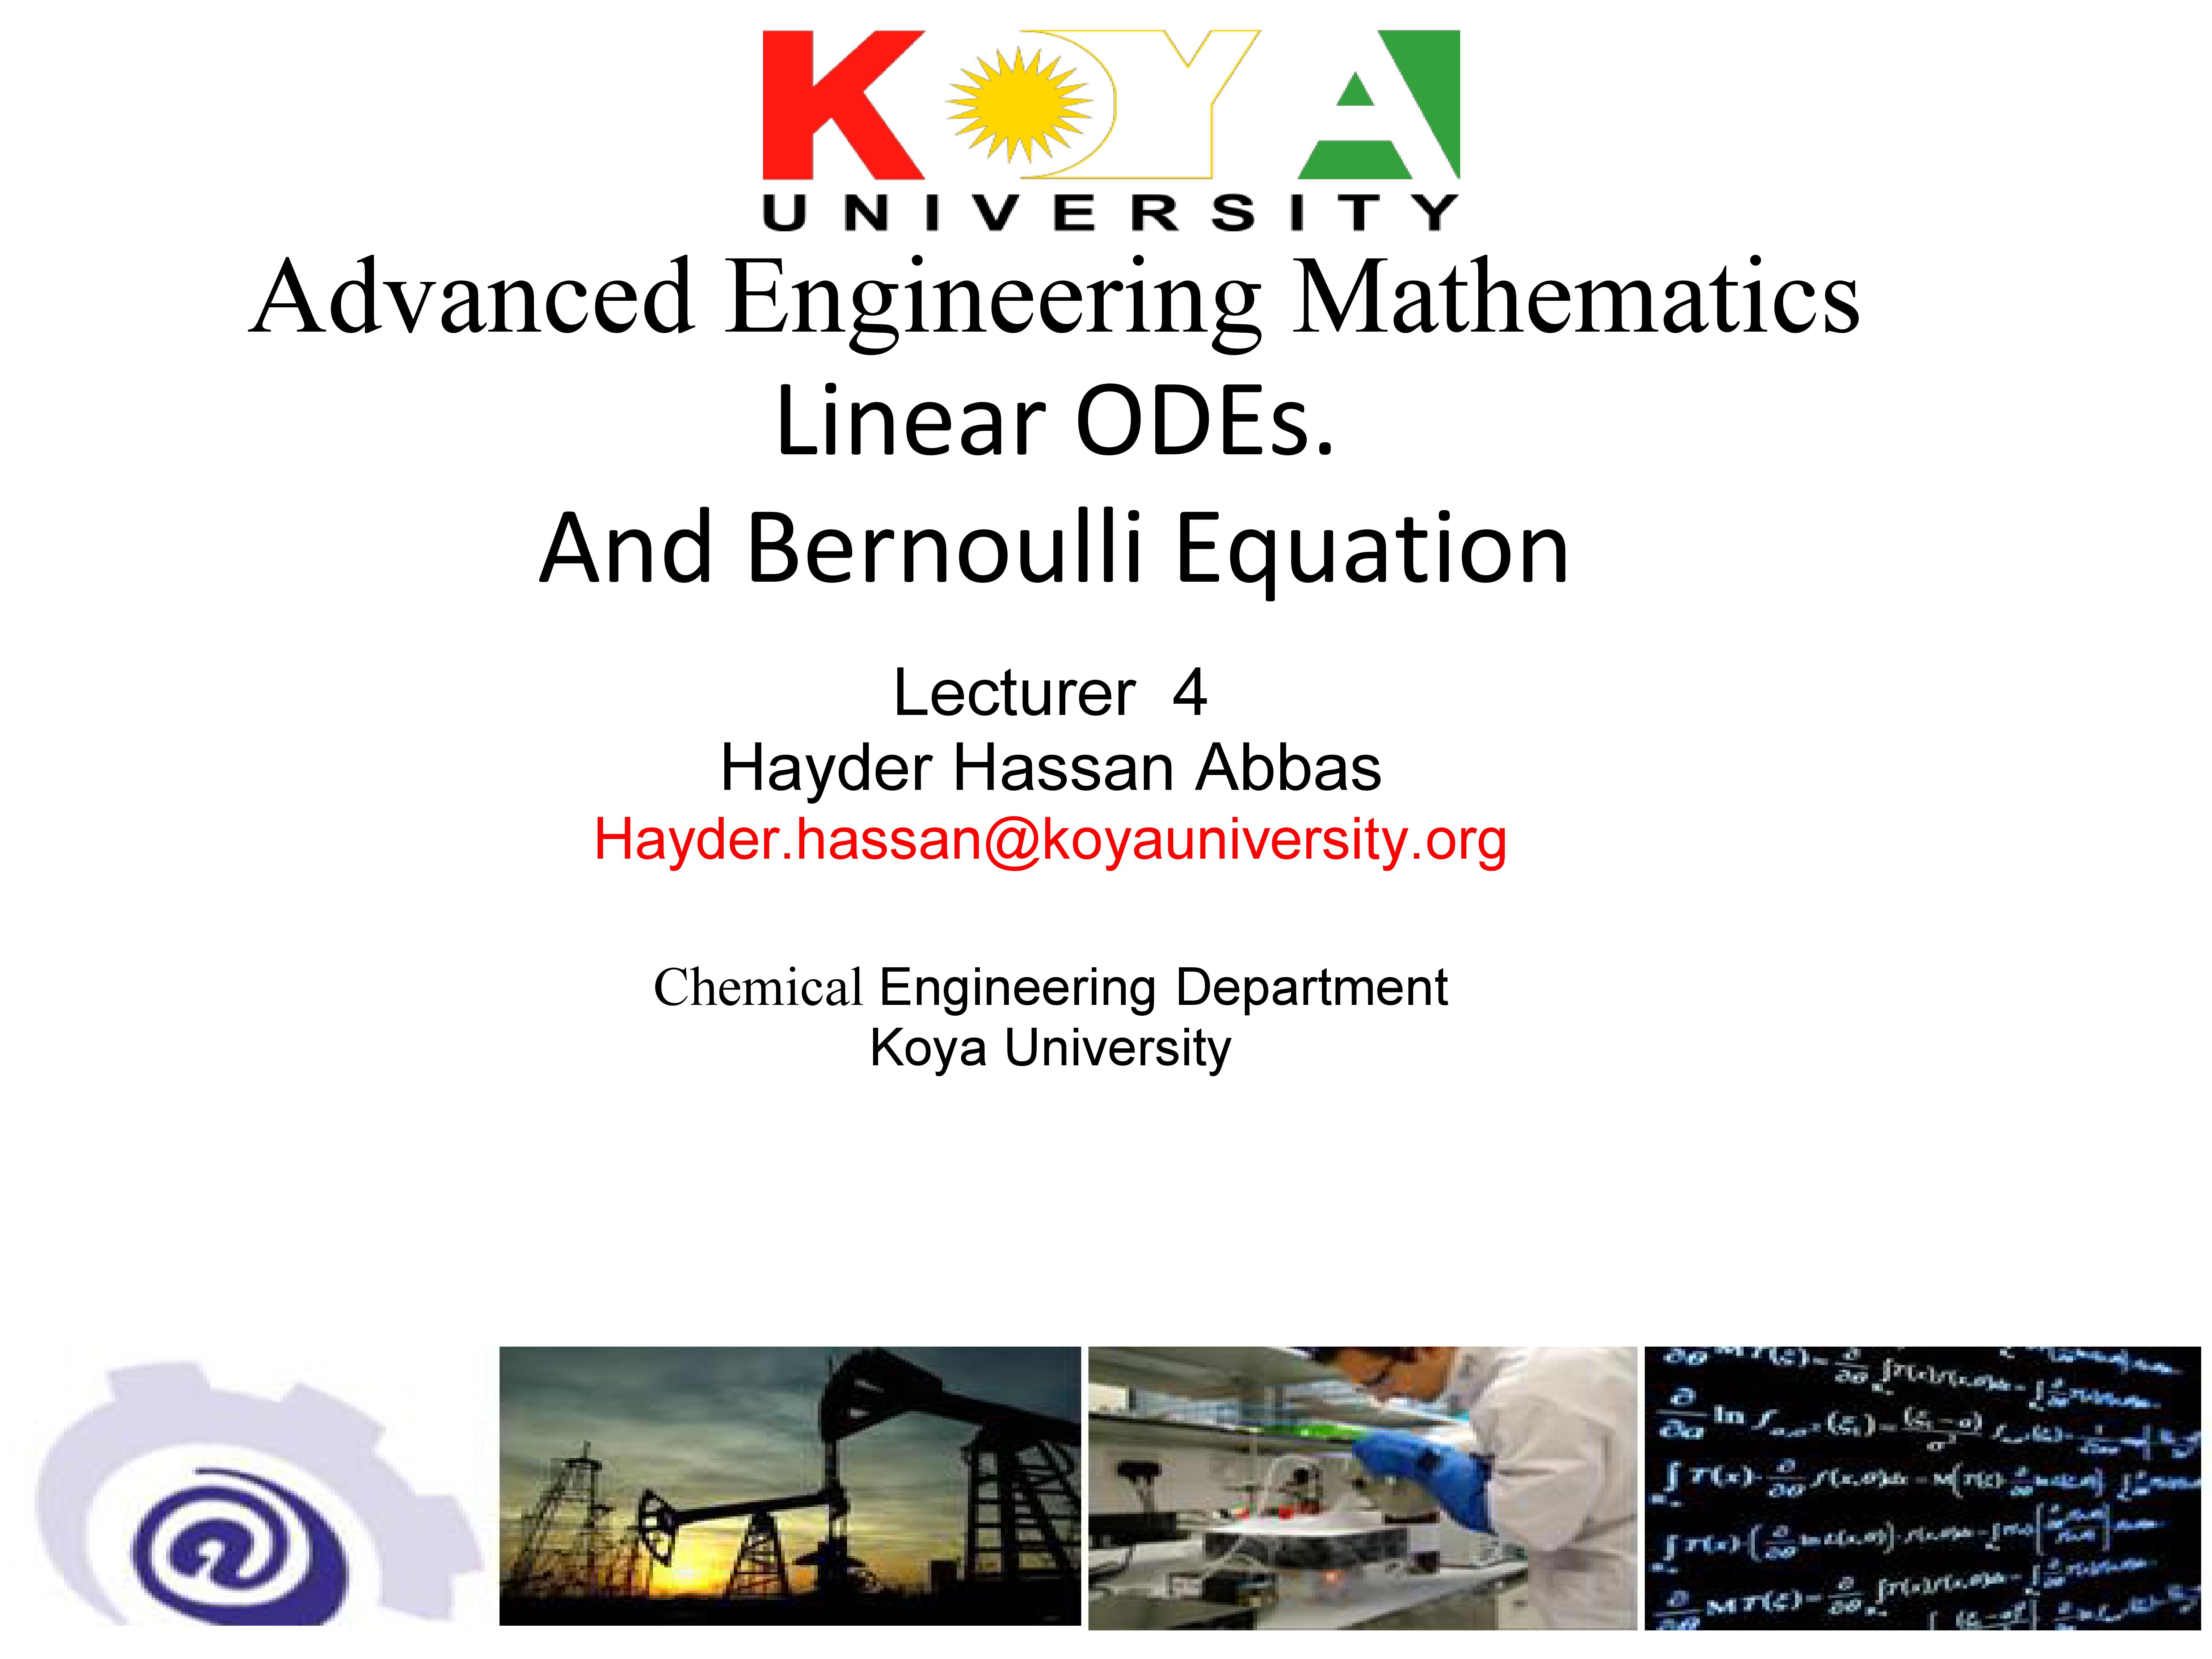 KOYA
UNIVERSITY
Advanced Engineering Mathematics
Linear ODEs.
And Bernoulli Equation
Lecturer 4
Hayder Hassan Abbas
Hayder.hassan@koyauniversity.org
Chemical Engineering Department
Koya University